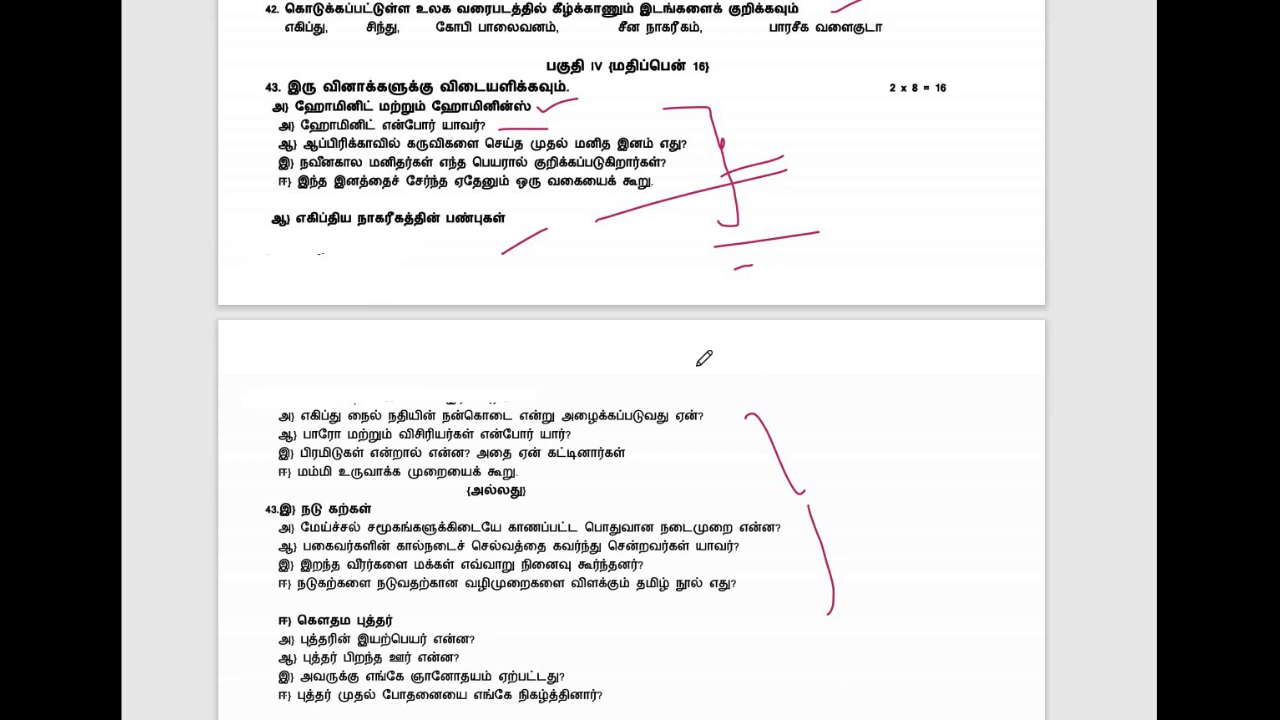 42. கொடுக்கப்பட்டுள்ள உலக வரைபடத்தில் கீழ்க்காணும் இடங்களைக் குறிக்கவும்
எகிப்து, சிந்து, கோபி பாலைவனம், சீன நாகரீகம், பாரசீக வளைகுடா
பகுதி IV {மதிப்பென் 16}
43. இரு வினாக்களுக்கு விடையளிக்கவும். 2 x 8 = 16
அ} ஹோமினிட் மற்றும் ஹோமினின்ஸ்
அ} ஹோமினிட் என்போர் யாவர்?
ஆ} ஆப்பிரிக்காவில் கருவிகளை செய்த முதல் மனித இனம் எது?
இ} நவீனகால மனிதர்கள் எந்த பெயரால் குறிக்கப்படுகிறார்கள்?
ஈ} இந்த இனத்தைச் சேர்ந்த ஏதேனும் ஒரு வகையைக் கூறு.
ஆ} எகிப்திய நாகரீகத்தின் பண்புகள்
அ} எகிப்து நைல் நதியின் நன்கொடை என்று அழைக்கப்படுவது ஏன்?
ஆ} பாரோ மற்றும் விசிரியர்கள் என்போர் யார்?
இ} பிரமிடுகள் என்றால் என்ன? அதை ஏன் கட்டினார்கள்
ஈ} மம்மி உருவாக்க முறையைக் கூறு.
{அல்லது}
43.இ} நடு கற்கள்
அ} மேய்ச்சல் சமூகங்களுக்கிடையே காணப்பட்ட பொதுவான நடைமுறை என்ன?
ஆ} பகைவர்களின் கால்நடைச் செல்வத்தை கவர்ந்து சென்றவர்கள் யாவர்?
இ} இறந்த வீரர்களை மக்கள் எவ்வாறு நினைவு கூர்ந்தனர்?
ஈ} நடுகற்களை நடுவதற்கான வழிமுறைகளை விளக்கும் தமிழ் நூல் எது?
ஈ} கௌதம புத்தர்
அ} புத்தரின் இயற்பெயர் என்ன?
ஆ} புத்தர் பிறந்த ஊர் என்ன?
இ} அவருக்கு எங்கே ஞானோதயம் ஏற்பட்டது?
ஈ} புத்தர் முதல் போதனையை எங்கே நிகழ்த்தினார்?